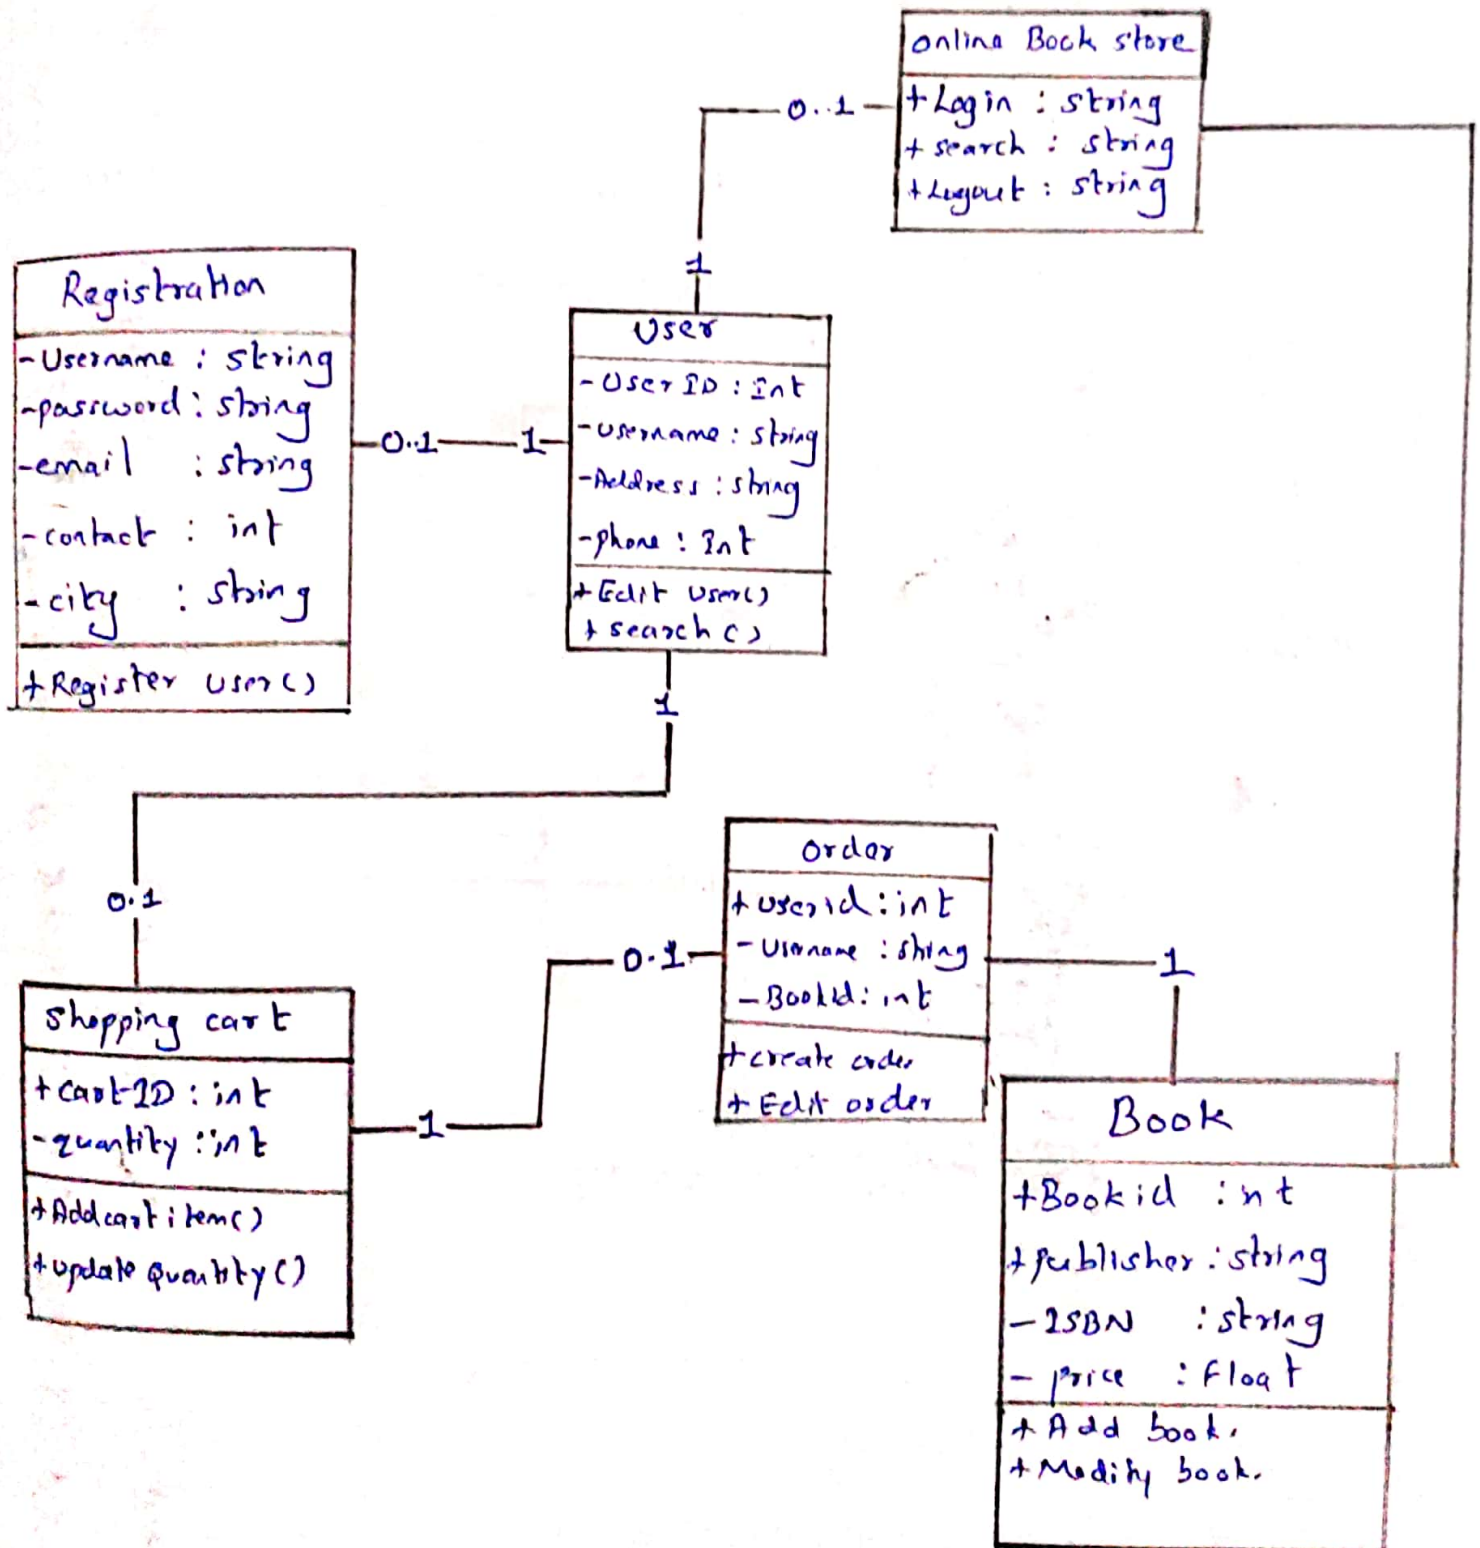 online Book store
+ Login : string
+ search : string
+ Logout : string
0..1
1
Registration
- Username : string
- password : string
- email : string
- contact : int
- city : string
+ Register user()
0..1
1
User
- User ID : Int
- username : string
- Address : string
- phone : Int
+ Edit user()
+ search()
1
0.1
shopping cart
+ cart ID : int
- quantity : int
+ Add cart item()
+ update quantity()
1
0.1
order
+ userid : int
- Username : string
- Bookid : int
+ create order
+ Edit order
1
Book
+ Book id : int
+ publisher : string
- ISBN : string
- price : Float
+ Add book.
+ Modify book.